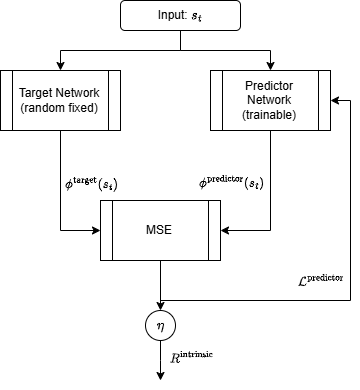 Input: $s_t$
Target Network
(random fixed)
Predictor
Network
(trainable)
$\phi^{\text{target}}(s_t)$
$\phi^{\text{predictor}}(s_t)$
MSE
$\mathcal{L}^{\text{predictor}}$
$\eta$
$R^{\text{intrinsic}}$